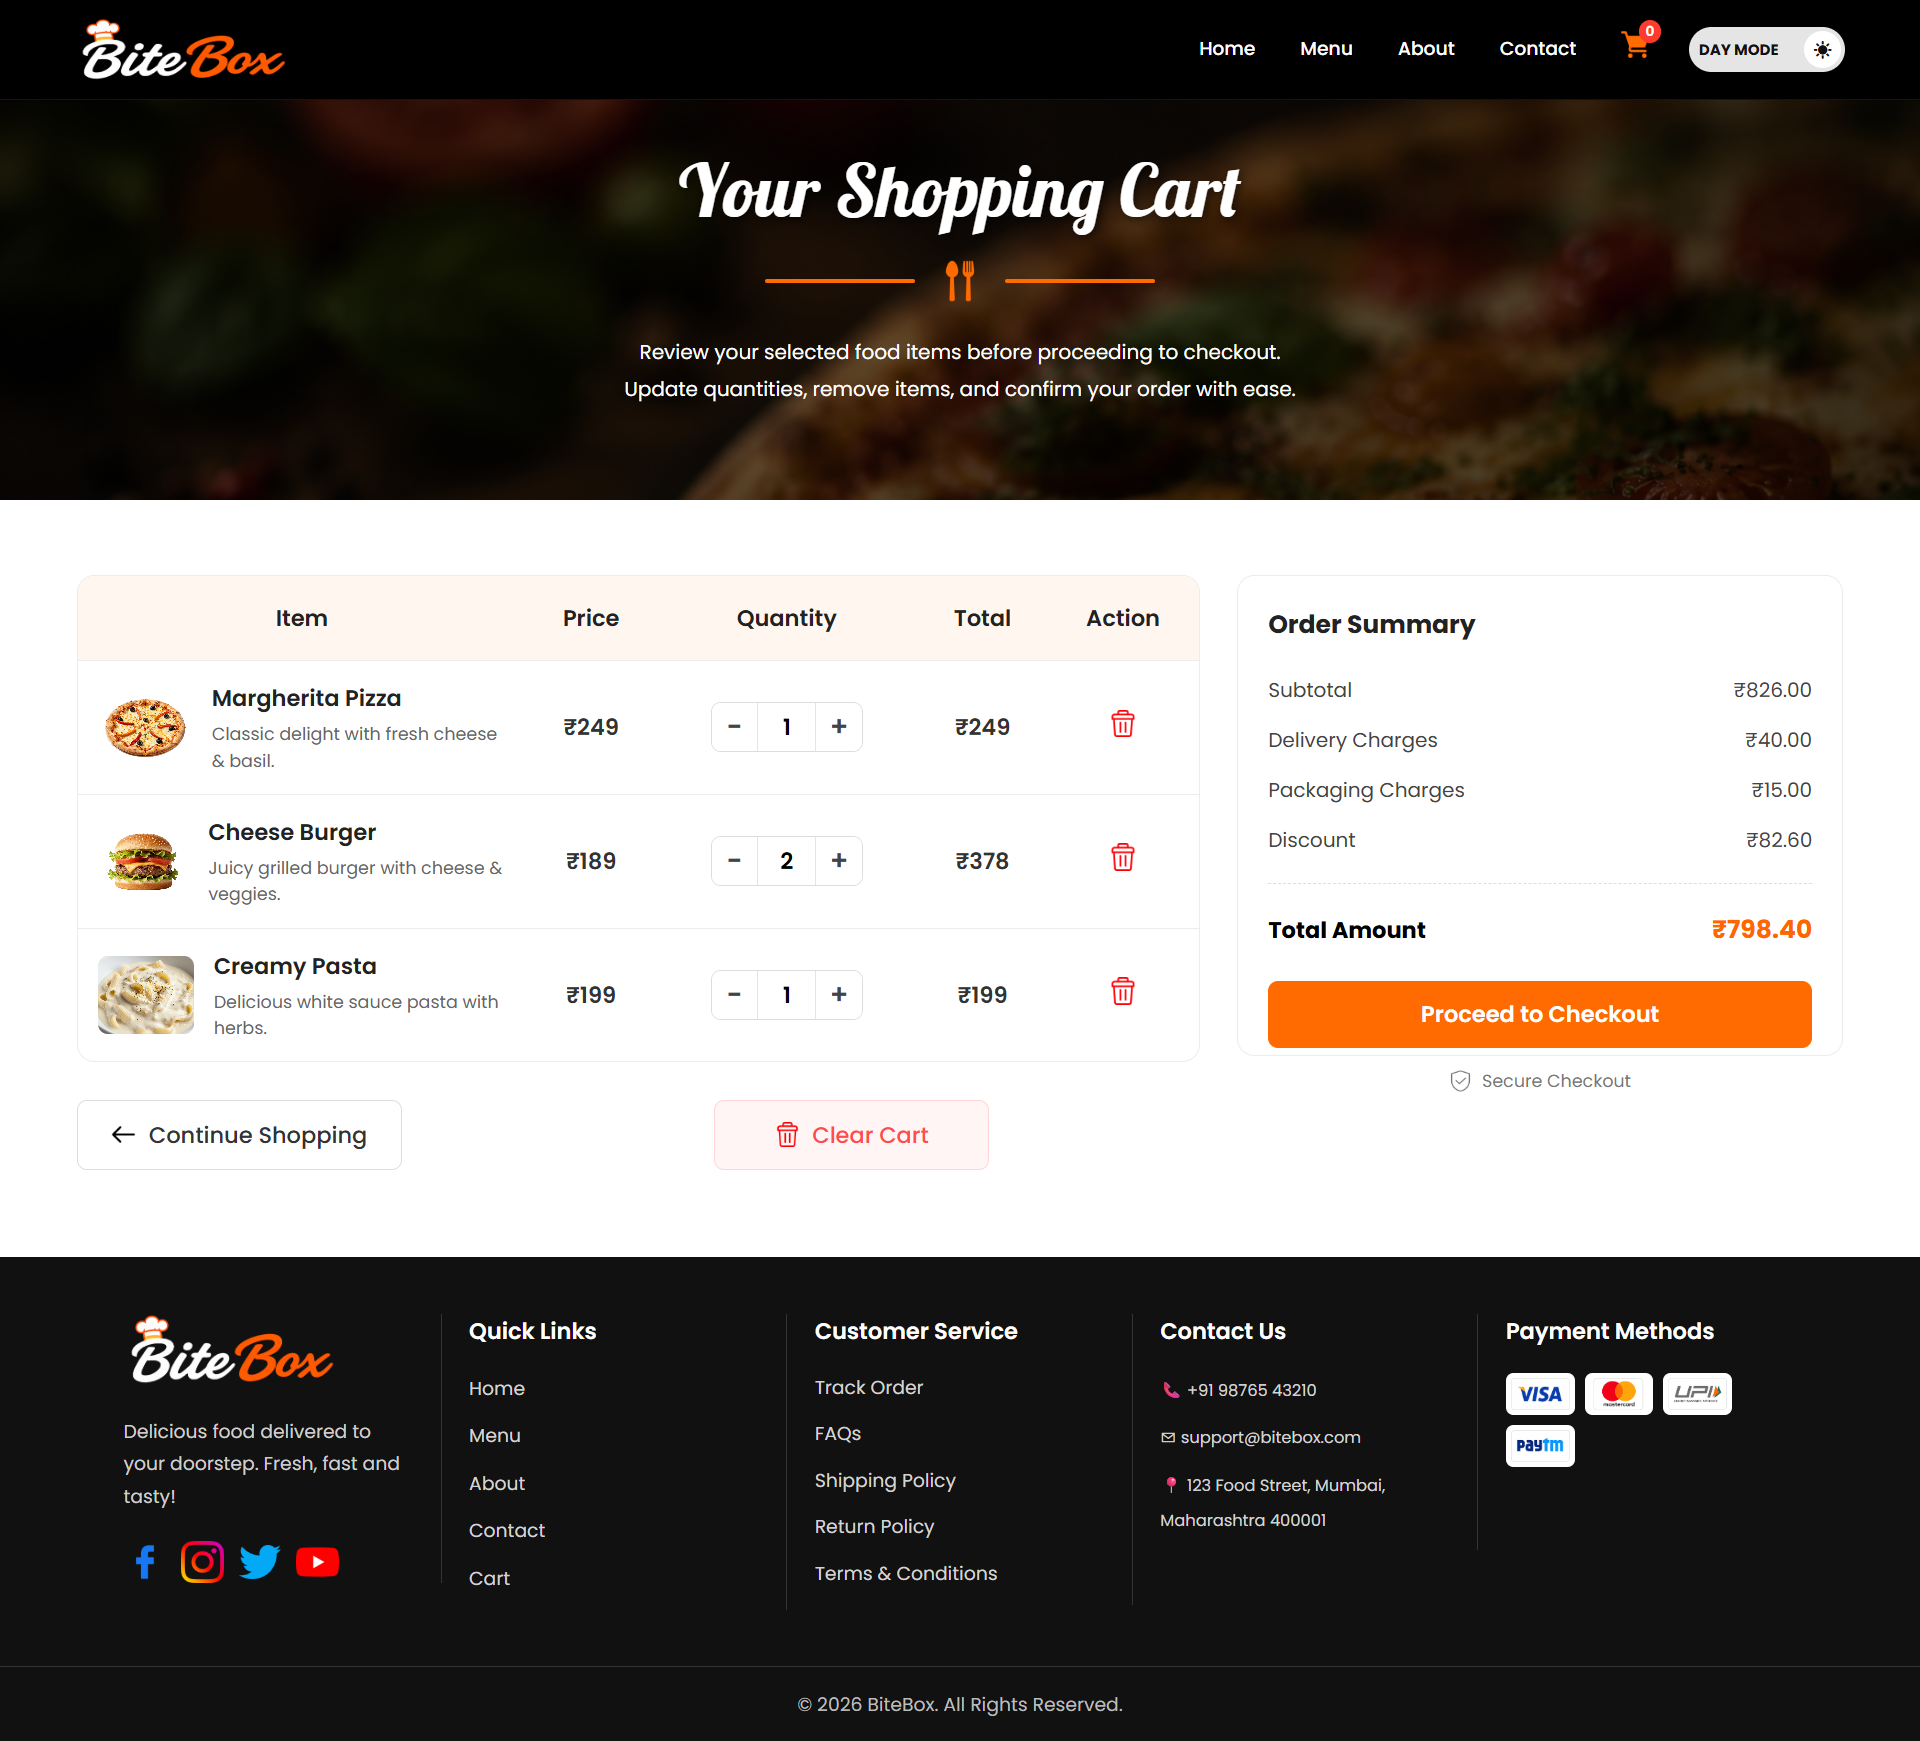 BiteBox
Home
Menu
About
Contact
0
DAY MODE
Your Shopping Cart
Review your selected food items before proceeding to checkout.
Update quantities, remove items, and confirm your order with ease.
Item Price Quantity Total Action
Margherita Pizza
Classic delight with fresh cheese
& basil.
₹249 − 1 + ₹249
Cheese Burger
Juicy grilled burger with cheese &
veggies.
₹189 − 2 + ₹378
Creamy Pasta
Delicious white sauce pasta with
herbs.
₹199 − 1 + ₹199
Continue Shopping
Clear Cart
Order Summary
Subtotal ₹826.00
Delivery Charges ₹40.00
Packaging Charges ₹15.00
Discount ₹82.60
Total Amount ₹798.40
Proceed to Checkout
Secure Checkout
BiteBox
Delicious food delivered to
your doorstep. Fresh, fast and
tasty!
Quick Links
Home
Menu
About
Contact
Cart
Customer Service
Track Order
FAQs
Shipping Policy
Return Policy
Terms & Conditions
Contact Us
+91 98765 43210
support@bitebox.com
123 Food Street, Mumbai,
Maharashtra 400001
Payment Methods
VISA
mastercard
UPI
paytm
© 2026 BiteBox. All Rights Reserved.